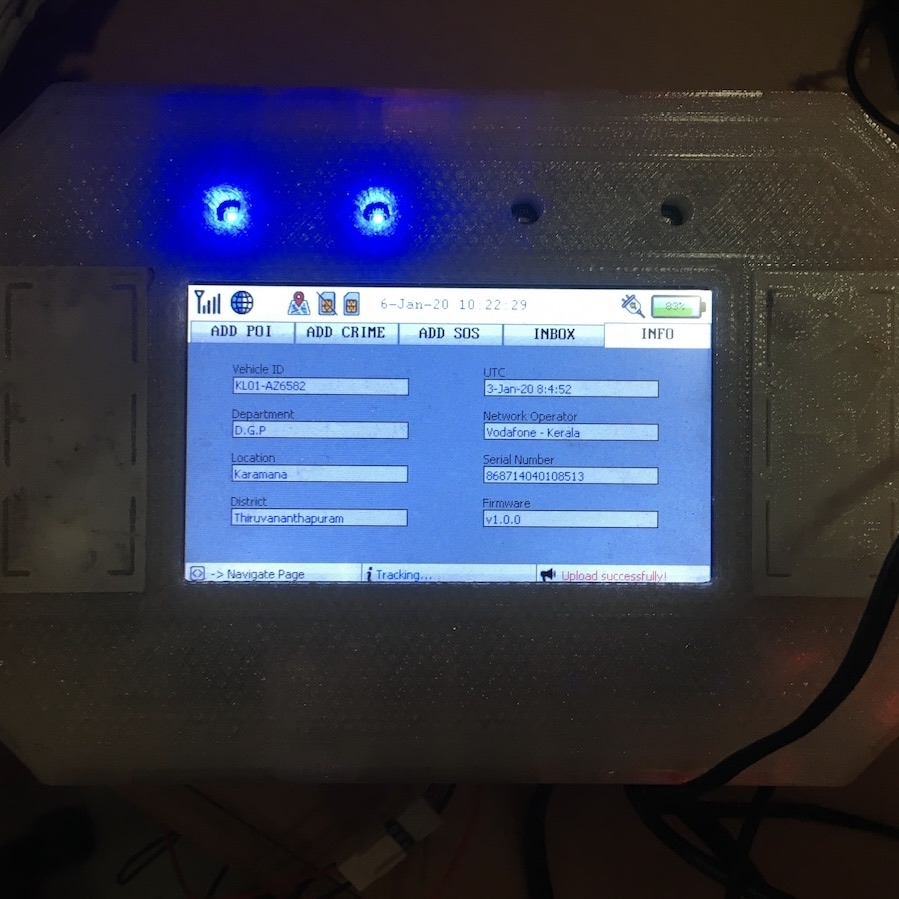 6-Jan-20 10:22:29 83%
ADD POI ADD CRIME ADD SOS INBOX INFO
Vehicle ID
KL01-AZ6582
Department
D.G.P
Location
Karamana
District
Thiruvananthapuram
UTC
3-Jan-20 8:4:52
Network Operator
Vodafone - Kerala
Serial Number
868714040108513
Firmware
v1.0.0
<> -> Navigate Page i Tracking... Upload successfully!